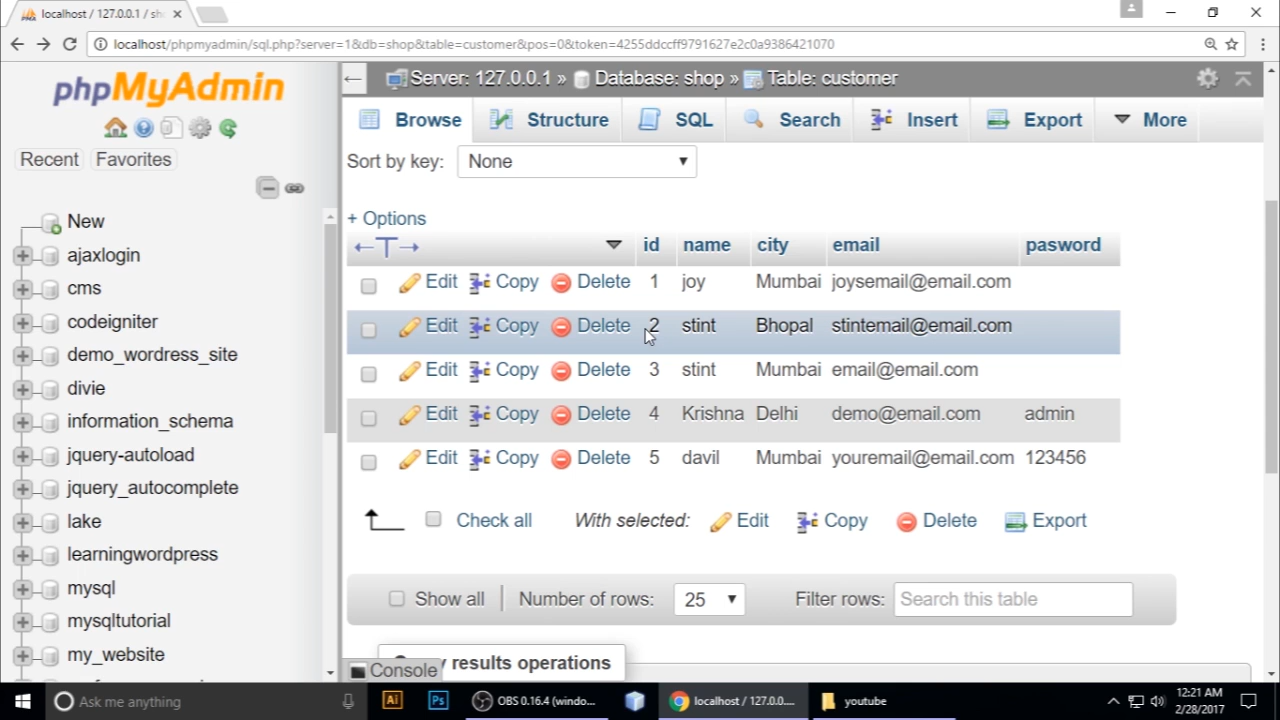 localhost / 127.0.0.1 / sh
localhost/phpmyadmin/sql.php?server=1&db=shop&table=customer&pos=0&token=4255ddccff9791627e2c0a9386421070
phpMyAdmin
Recent Favorites
New
ajaxlogin
cms
codeigniter
demo_wordress_site
divie
information_schema
jquery-autoload
jquery_autocomplete
lake
learningwordpress
mysql
mysqltutorial
my_website
Server: 127.0.0.1 » Database: shop » Table: customer
Browse Structure SQL Search Insert Export More
Sort by key: None
+ Options
←T→ id name city email pasword
Edit Copy Delete 1 joy Mumbai joysemail@email.com
Edit Copy Delete 2 stint Bhopal stintemail@email.com
Edit Copy Delete 3 stint Mumbai email@email.com
Edit Copy Delete 4 Krishna Delhi demo@email.com admin
Edit Copy Delete 5 davil Mumbai youremail@email.com 123456
Check all With selected: Edit Copy Delete Export
Show all Number of rows: 25 Filter rows: Search this table
results operations
Console
Ask me anything Ai Ps OBS 0.16.4 (windo... localhost / 127.0.0.... youtube 12:21 AM
2/28/2017